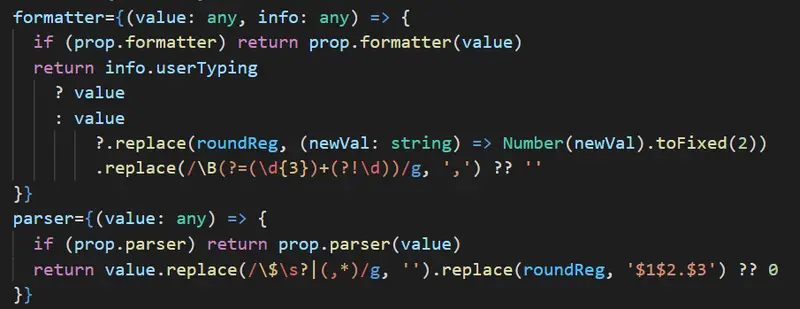 formatter={(value: any, info: any) => {
  if (prop.formatter) return prop.formatter(value)
  return info.userTyping
    ? value
    : value
        ?.replace(roundReg, (newVal: string) => Number(newVal).toFixed(2))
        .replace(/\B(?=(\d{3})+(?!\d))/g, ',') ?? ''
}}
parser={(value: any) => {
  if (prop.parser) return prop.parser(value)
  return value.replace(/\$\s?|(,*)/g, '').replace(roundReg, '$1$2.$3') ?? 0
}}